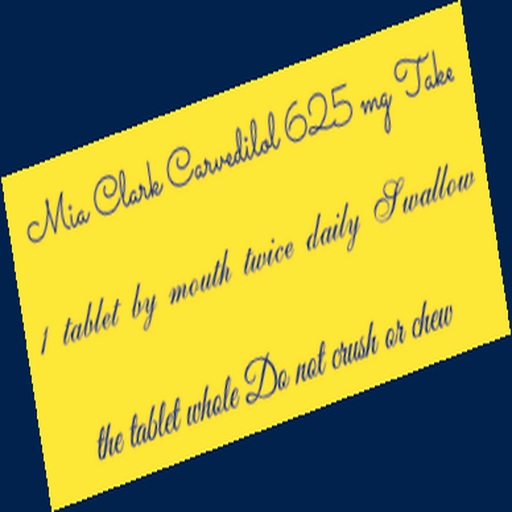 Mia Clark Carvedilol 625 mg Take
1 tablet by mouth twice daily Swallow
the tablet whole Do not crush or chew